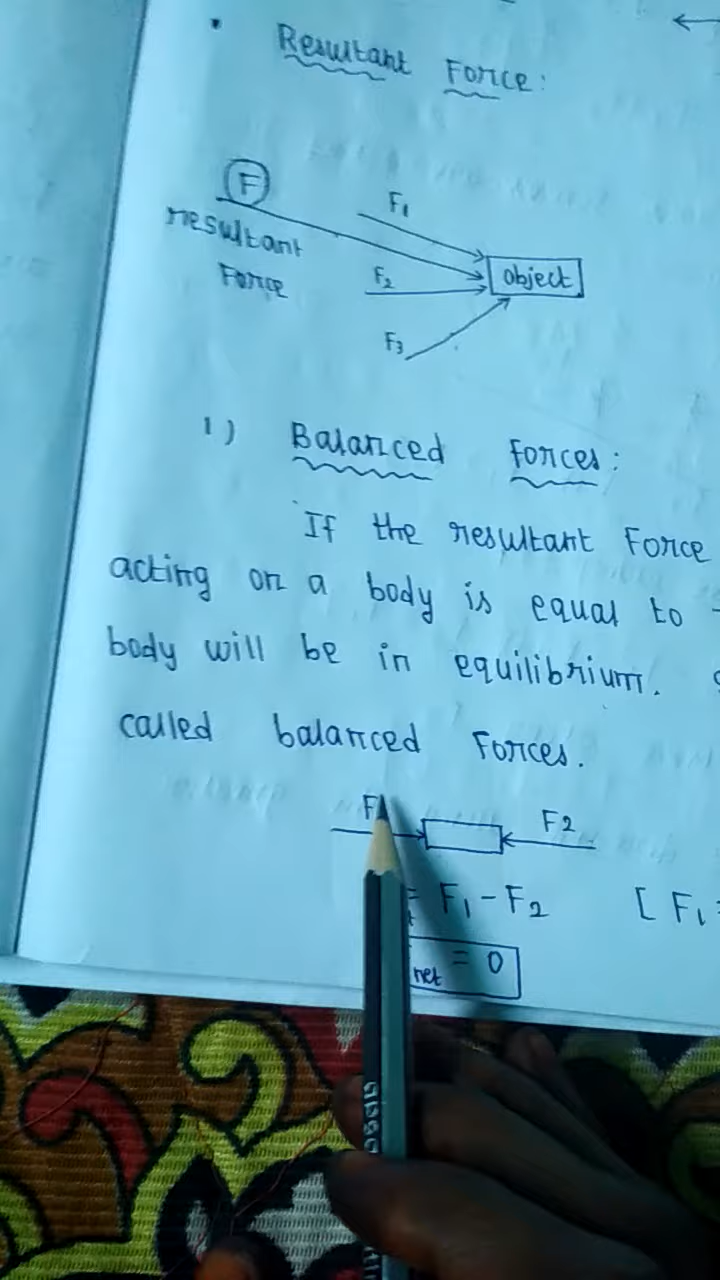 Resultant Force:
F
F1
resultant
Force
F2
object
F3
1) Balanced Forces:
If the resultant Force
acting on a body is equal to
body will be in equilibrium.
called balanced Forces.
F F2
= F1 - F2 [ F1 =
net = 0